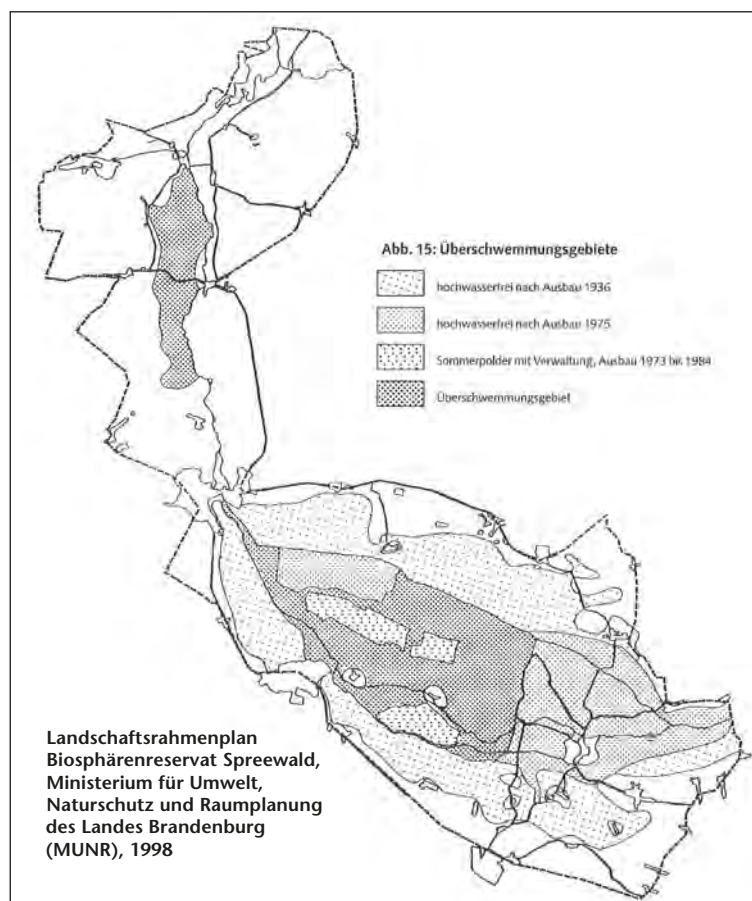 Abb. 15: Überschwemmungsgebiete
hochwasserfrei nach Ausbau 1936
hochwasserfrei nach Ausbau 1975
Sommerpolder mit Verwaltung, Ausbau 1973 bis 1984
Überschwemmungsgebiet
Landschaftsrahmenplan
Biosphärenreservat Spreewald,
Ministerium für Umwelt,
Naturschutz und Raumplanung
des Landes Brandenburg
(MUNR), 1998